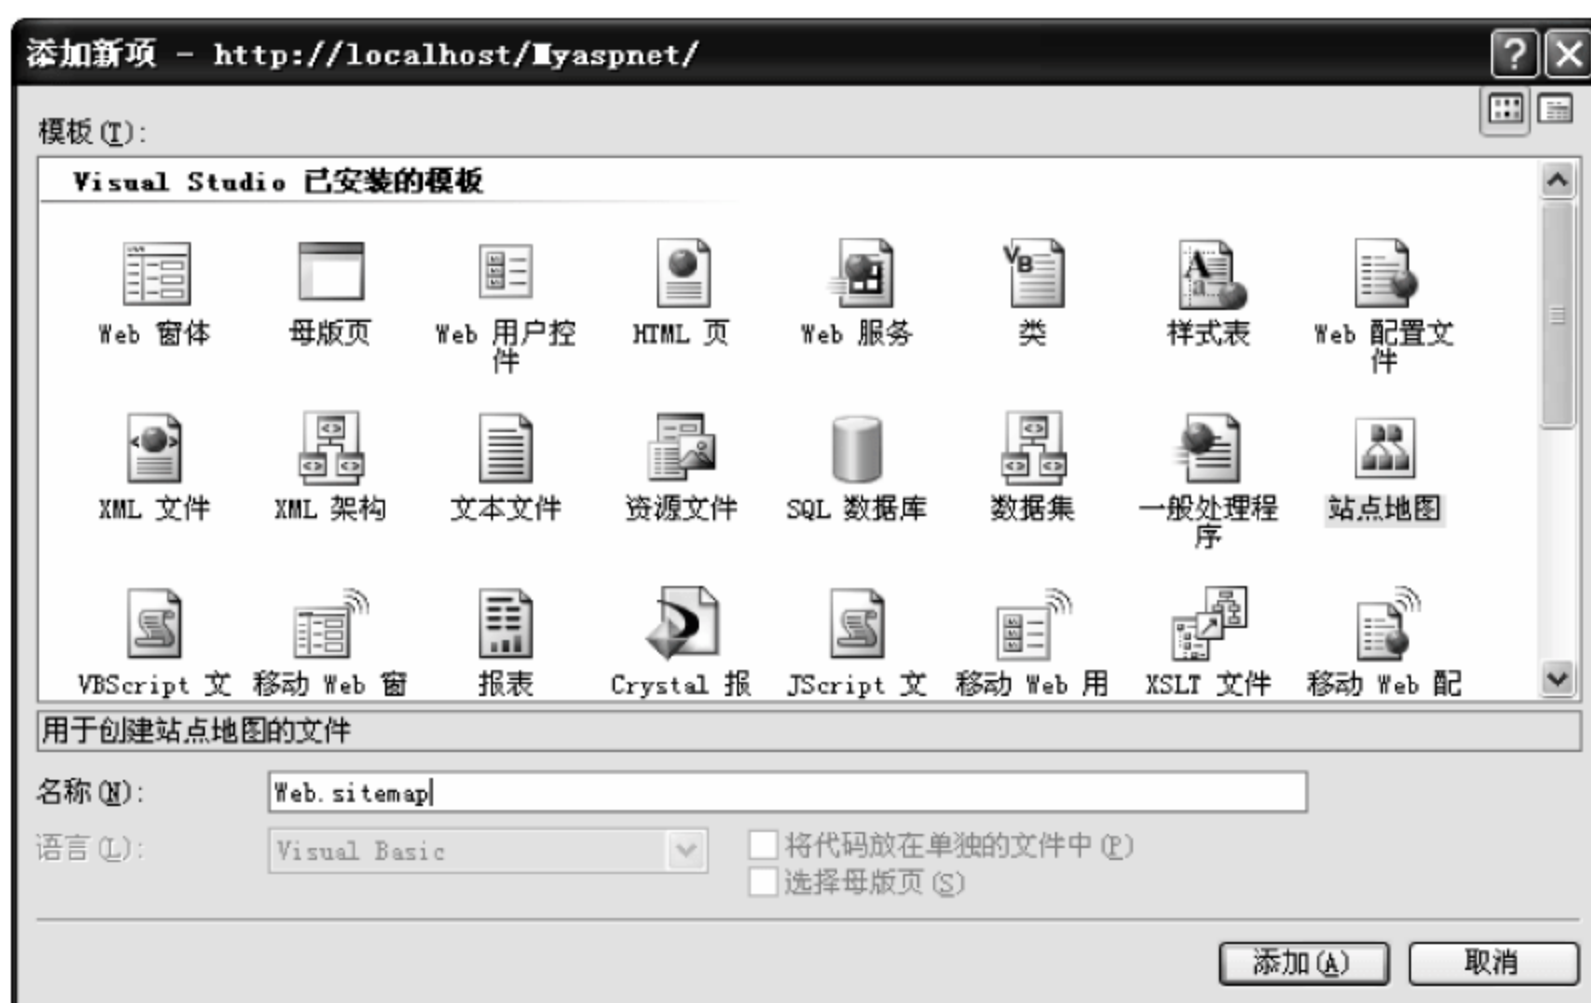 添加新项 - http://localhost/Myaspnet/
模板(T):
Visual Studio 已安装的模板
Web 窗体
母版页
Web 用户控
件
HTML 页
Web 服务
类
样式表
Web 配置文
件
XML 文件
XML 架构
文本文件
资源文件
SQL 数据库
数据集
一般处理程
序
站点地图
VBScript 文
移动 Web 窗
报表
Crystal 报
JScript 文
移动 Web 用
XSLT 文件
移动 Web 配
用于创建站点地图的文件
名称(N):
Web.sitemap
语言(L):
Visual Basic
将代码放在单独的文件中(P)
选择母版页(S)
添加(A)
取消